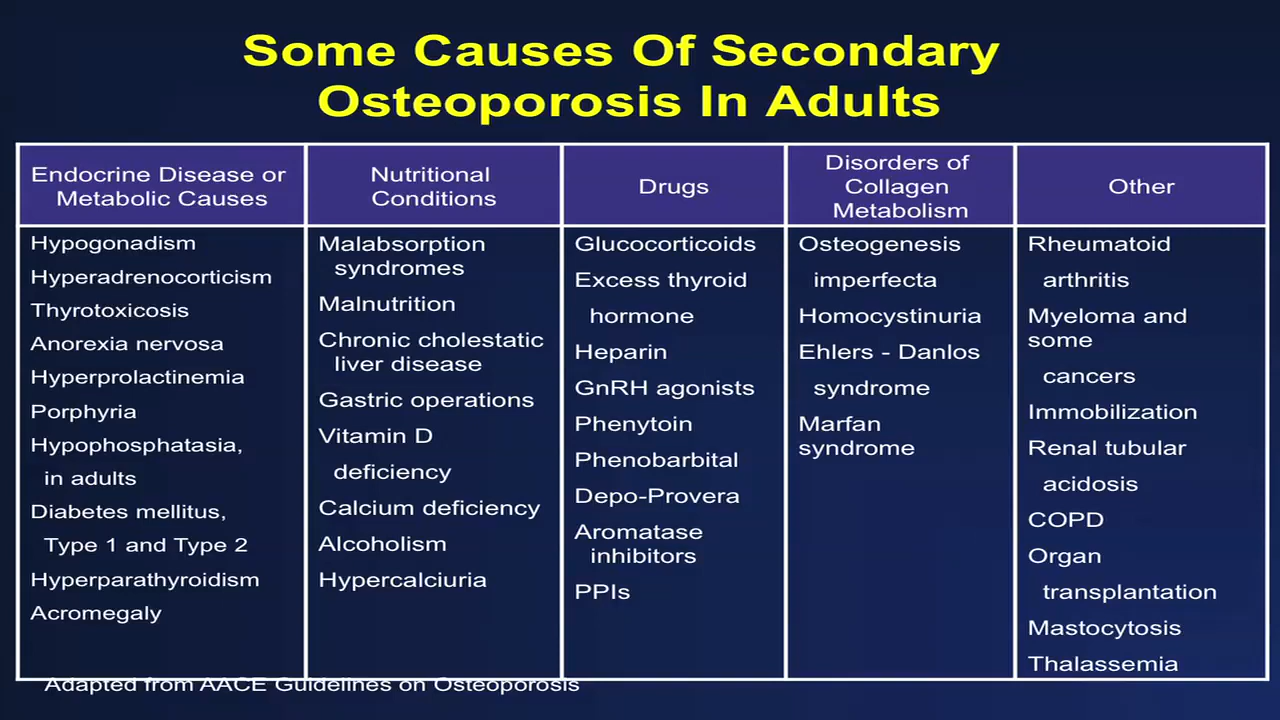 Some Causes Of Secondary
Osteoporosis In Adults
Endocrine Disease or
Metabolic Causes
Nutritional
Conditions
Drugs
Disorders of
Collagen
Metabolism
Other
Hypogonadism
Hyperadrenocorticism
Thyrotoxicosis
Anorexia nervosa
Hyperprolactinemia
Porphyria
Hypophosphatasia,
in adults
Diabetes mellitus,
Type 1 and Type 2
Hyperparathyroidism
Acromegaly
Malabsorption
syndromes
Malnutrition
Chronic cholestatic
liver disease
Gastric operations
Vitamin D
deficiency
Calcium deficiency
Alcoholism
Hypercalciuria
Glucocorticoids
Excess thyroid
hormone
Heparin
GnRH agonists
Phenytoin
Phenobarbital
Depo-Provera
Aromatase
inhibitors
PPIs
Osteogenesis
imperfecta
Homocystinuria
Ehlers - Danlos
syndrome
Marfan
syndrome
Rheumatoid
arthritis
Myeloma and
some
cancers
Immobilization
Renal tubular
acidosis
COPD
Organ
transplantation
Mastocytosis
Thalassemia
Adapted from AACE Guidelines on Osteoporosis